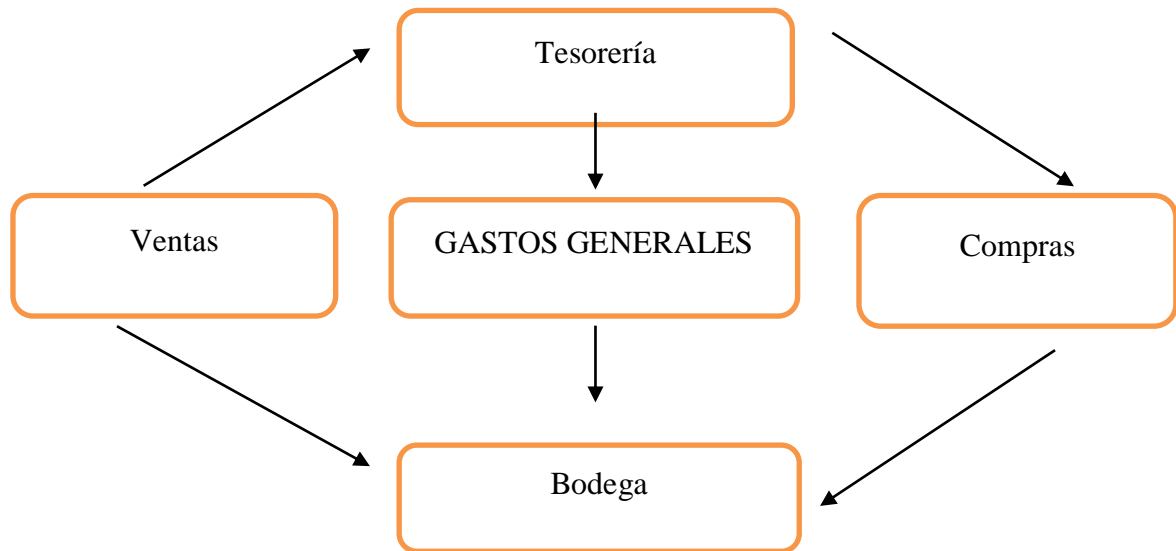 Tesorería
Ventas
GASTOS GENERALES
Compras
Bodega